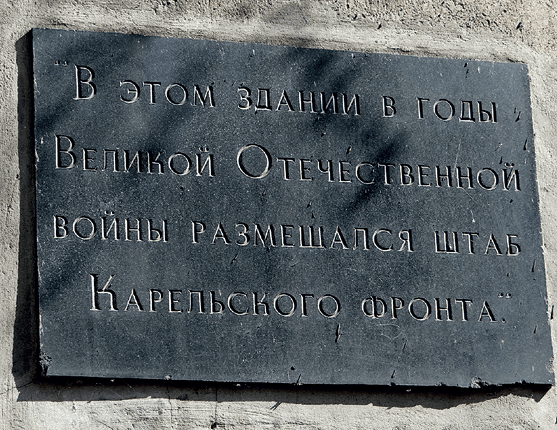 "В этом здании в годы
Великой Отечественной
войны размещался штаб
Карельского фронта."